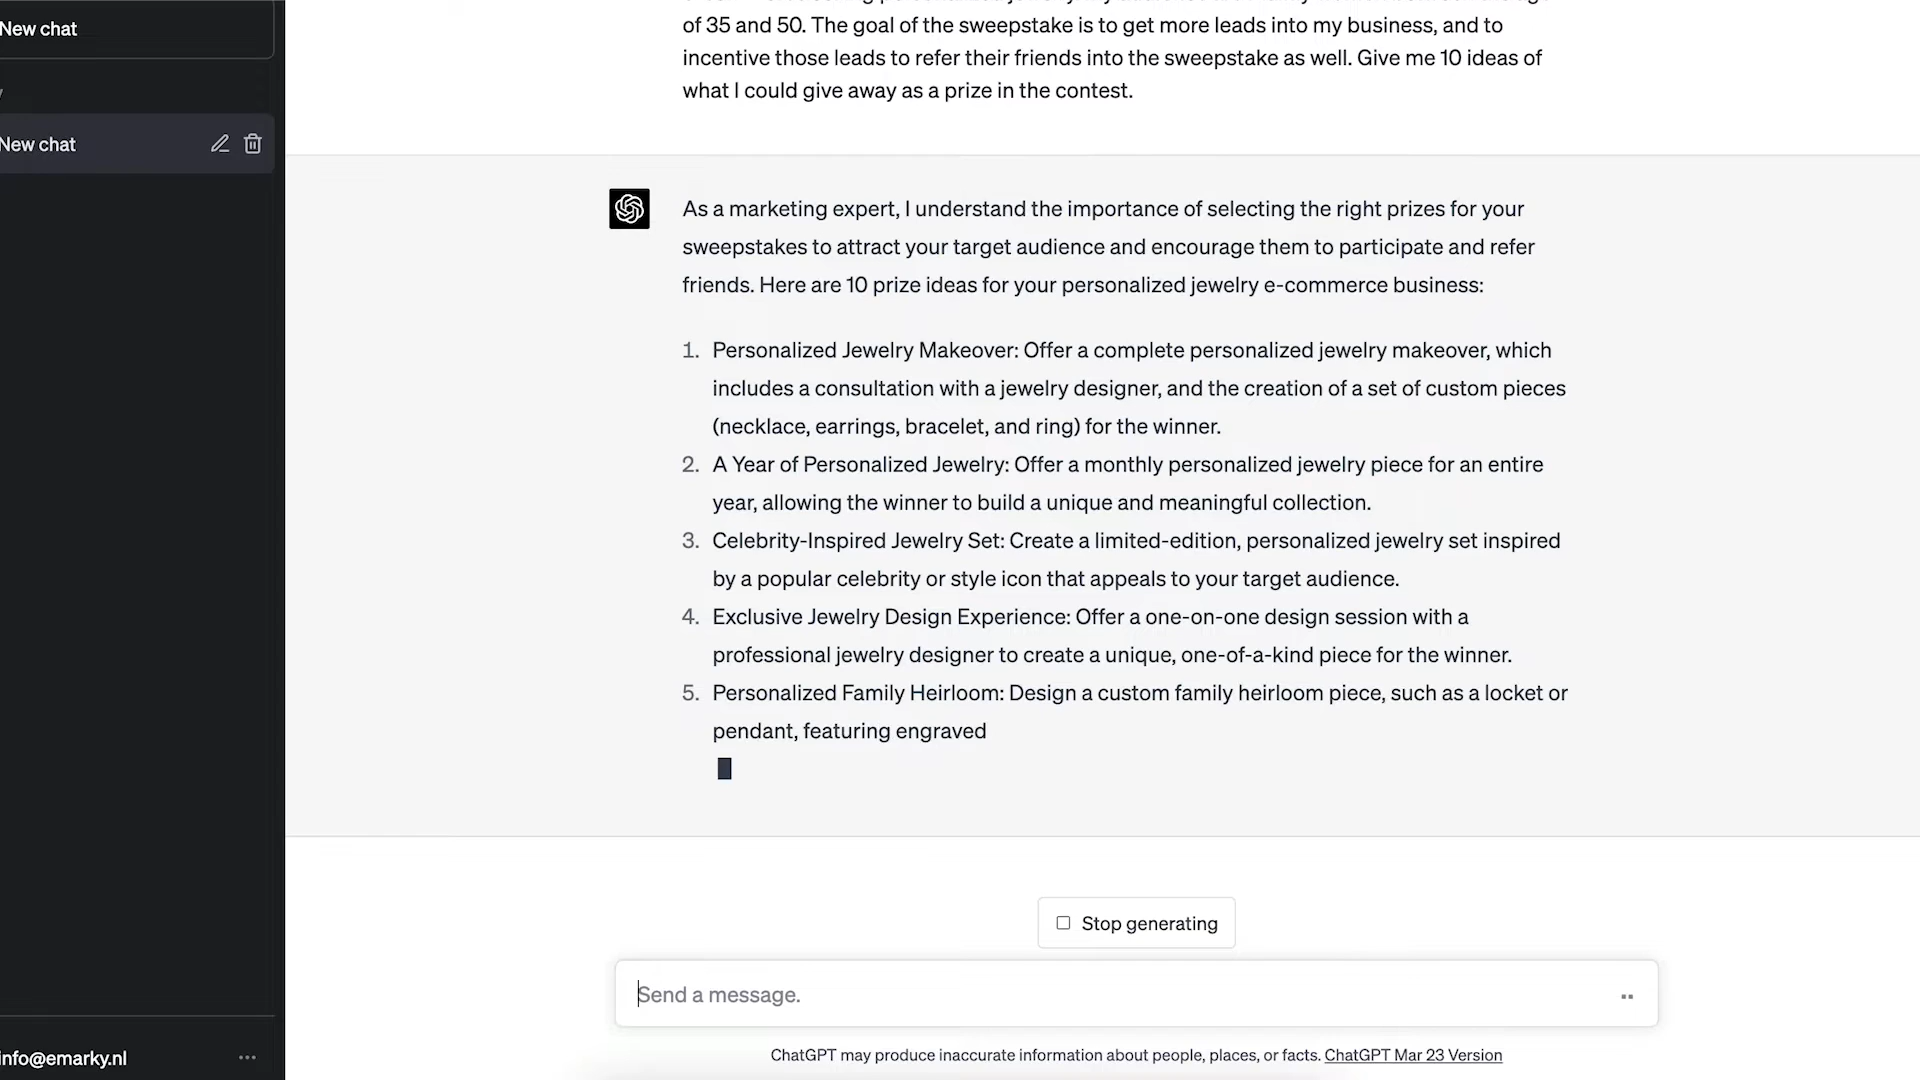 New chat
New chat
of 35 and 50. The goal of the sweepstake is to get more leads into my business, and to
incentive those leads to refer their friends into the sweepstake as well. Give me 10 ideas of
what I could give away as a prize in the contest.
As a marketing expert, I understand the importance of selecting the right prizes for your
sweepstakes to attract your target audience and encourage them to participate and refer
friends. Here are 10 prize ideas for your personalized jewelry e-commerce business:
1. Personalized Jewelry Makeover: Offer a complete personalized jewelry makeover, which
includes a consultation with a jewelry designer, and the creation of a set of custom pieces
(necklace, earrings, bracelet, and ring) for the winner.
2. A Year of Personalized Jewelry: Offer a monthly personalized jewelry piece for an entire
year, allowing the winner to build a unique and meaningful collection.
3. Celebrity-Inspired Jewelry Set: Create a limited-edition, personalized jewelry set inspired
by a popular celebrity or style icon that appeals to your target audience.
4. Exclusive Jewelry Design Experience: Offer a one-on-one design session with a
professional jewelry designer to create a unique, one-of-a-kind piece for the winner.
5. Personalized Family Heirloom: Design a custom family heirloom piece, such as a locket or
pendant, featuring engraved
Stop generating
Send a message.
info@emarky.nl
ChatGPT may produce inaccurate information about people, places, or facts. ChatGPT Mar 23 Version